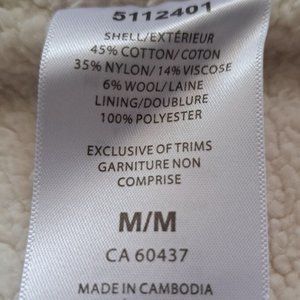 5112401
SHELL/EXTÉRIEUR
45% COTTON/COTON
35% NYLON/14% VISCOSE
6% WOOL/LAINE
LINING/DOUBLURE
100% POLYESTER
EXCLUSIVE OF TRIMS
GARNITURE NON
COMPRISE
M/M
CA 60437
MADE IN CAMBODIA